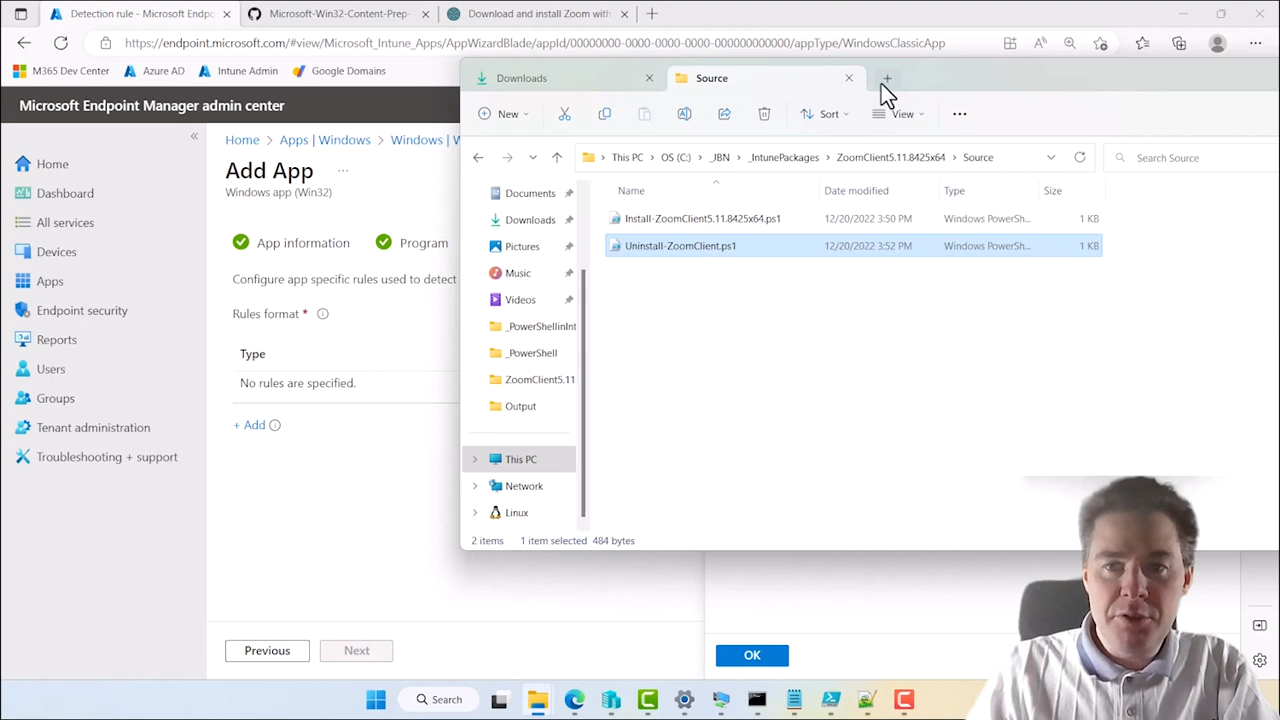 Detection rule - Microsoft Endpoint
Microsoft-Win32-Content-Prep-
Download and install Zoom with
https://endpoint.microsoft.com/#view/Microsoft_Intune_Apps/AppWizardBlade/appId/00000000-0000-0000-0000-000000000000/appType/WindowsClassicApp
M365 Dev Center
Azure AD
Intune Admin
Google Domains
Microsoft Endpoint Manager admin center
Home
Dashboard
All services
Devices
Apps
Endpoint security
Reports
Users
Groups
Tenant administration
Troubleshooting + support
Home
Apps | Windows
Windows | W
Add App
Windows app (Win32)
App information
Program
Configure app specific rules used to detect
Rules format *
Type
No rules are specified.
+ Add
Previous
Next
OK
Downloads
Source
New
Sort
View
This PC > OS (C:) > _JBN > _IntunePackages > ZoomClient5.11.8425x64 > Source
Search Source
Documents
Downloads
Pictures
Music
Videos
_PowerShellinInt
_PowerShell
ZoomClient5.11
Output
This PC
Network
Linux
Name Date modified Type Size
Install-ZoomClient5.11.8425x64.ps1 12/20/2022 3:50 PM Windows PowerSh... 1 KB
Uninstall-ZoomClient.ps1 12/20/2022 3:52 PM Windows PowerSh... 1 KB
2 items 1 item selected 484 bytes
Search